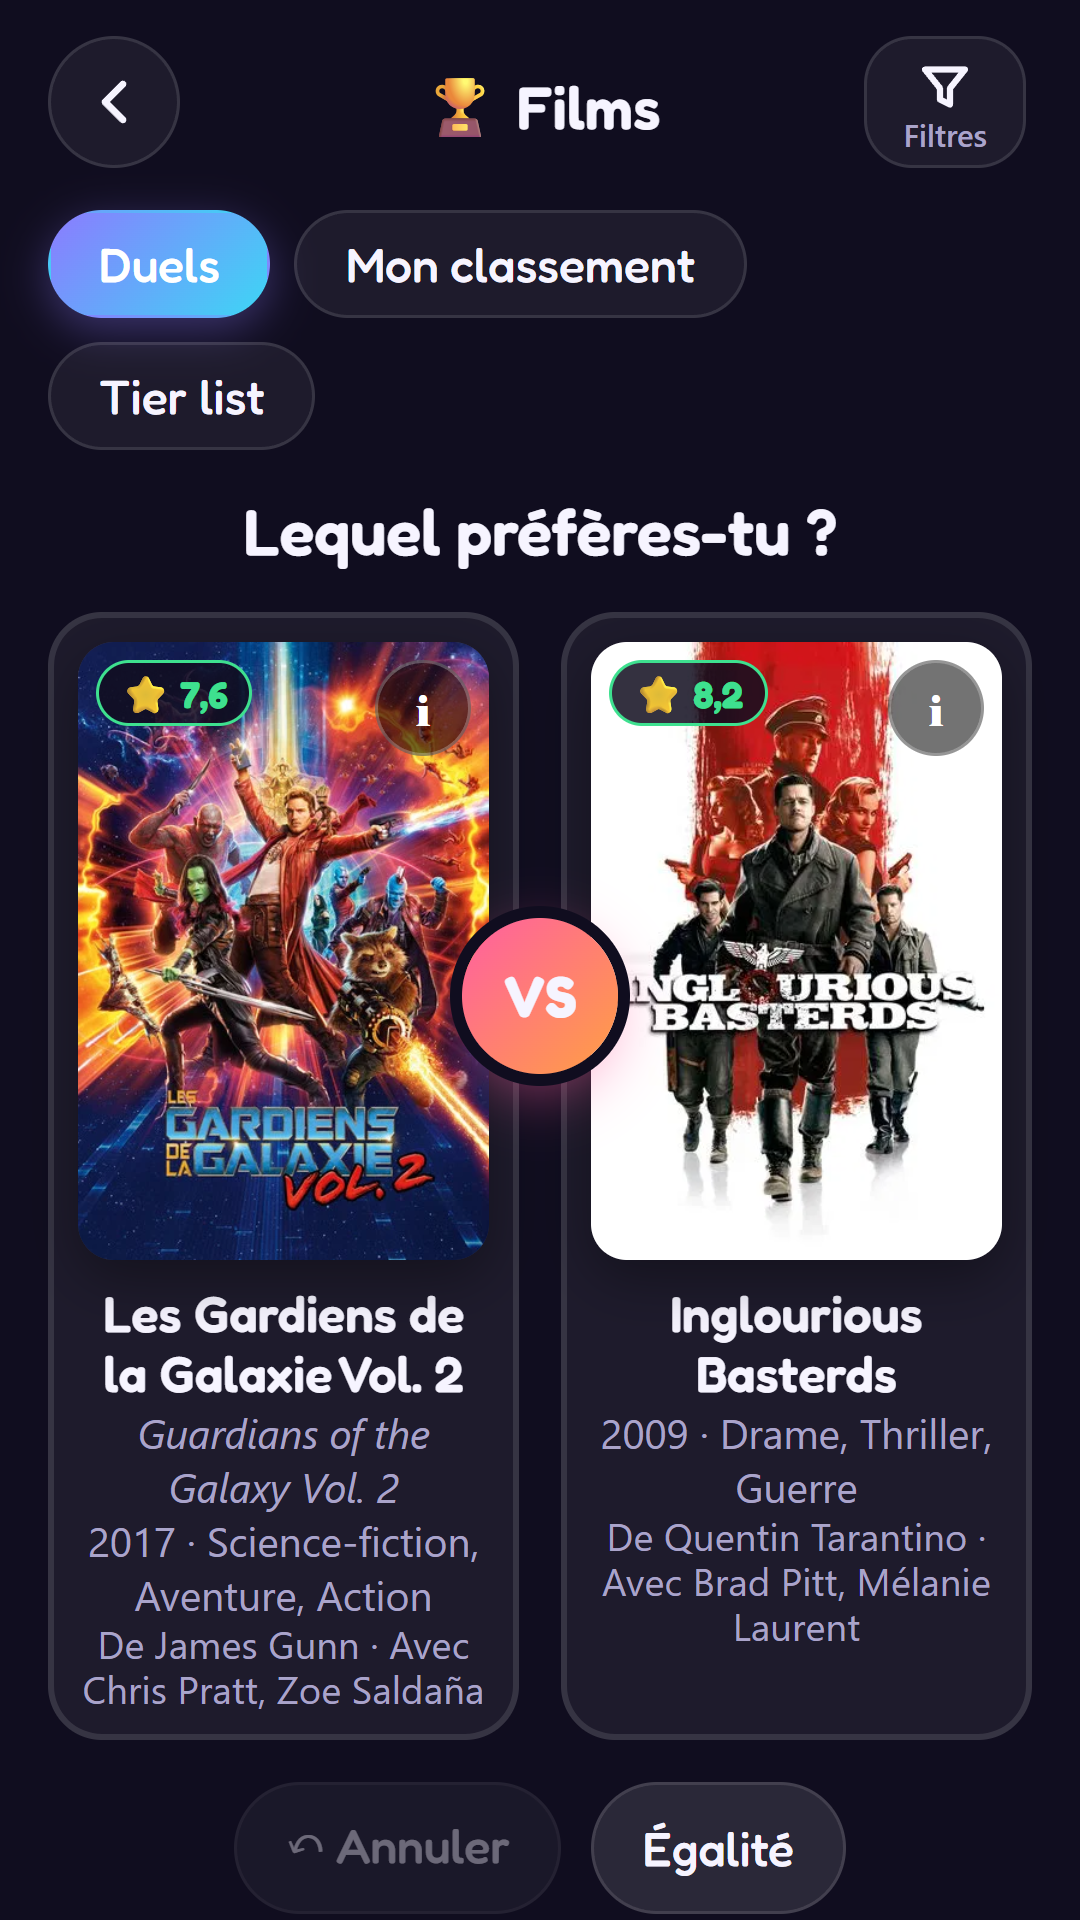 Films
Filtres
Duels
Mon classement
Tier list
Lequel préfères-tu ?
7,6
i
8,2
i
VS
INGLOURIOUS
BASTERDS
LES
GARDIENS
DE
LA GALAXIE
VOL. 2
Les Gardiens de
la Galaxie Vol. 2
Guardians of the
Galaxy Vol. 2
2017 · Science-fiction,
Aventure, Action
De James Gunn · Avec
Chris Pratt, Zoe Saldaña
Inglourious
Basterds
2009 · Drame, Thriller,
Guerre
De Quentin Tarantino ·
Avec Brad Pitt, Mélanie
Laurent
Annuler
Égalité